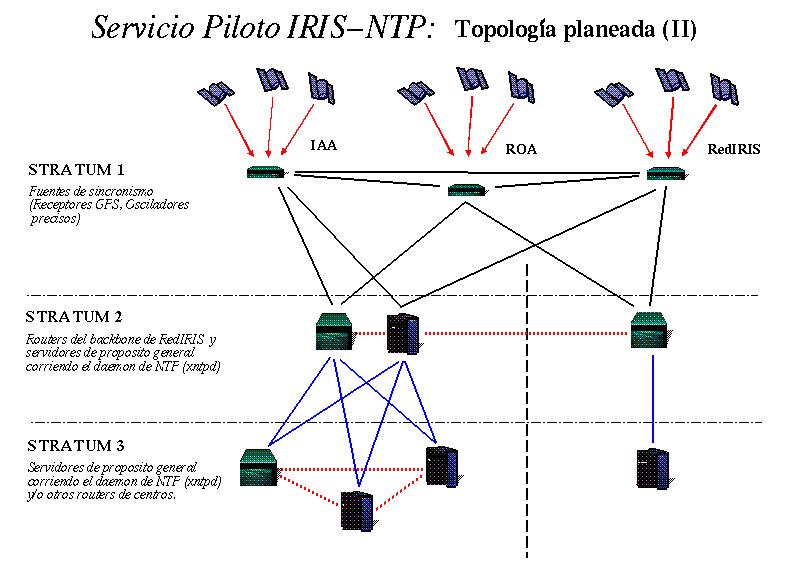 Servicio Piloto IRIS-NTP: Topología planeada (II)
IAA
ROA
RedIRIS
STRATUM 1
Fuentes de sincronismo
(Receptores GPS, Osciladores
precisos)
STRATUM 2
Routers del backbone de RedIRIS y
servidores de proposito general
corriendo el daemon de NTP (xntpd)
STRATUM 3
Servidores de proposito general
corriendo el daemon de NTP (xntpd)
y/o otros routers de centros.